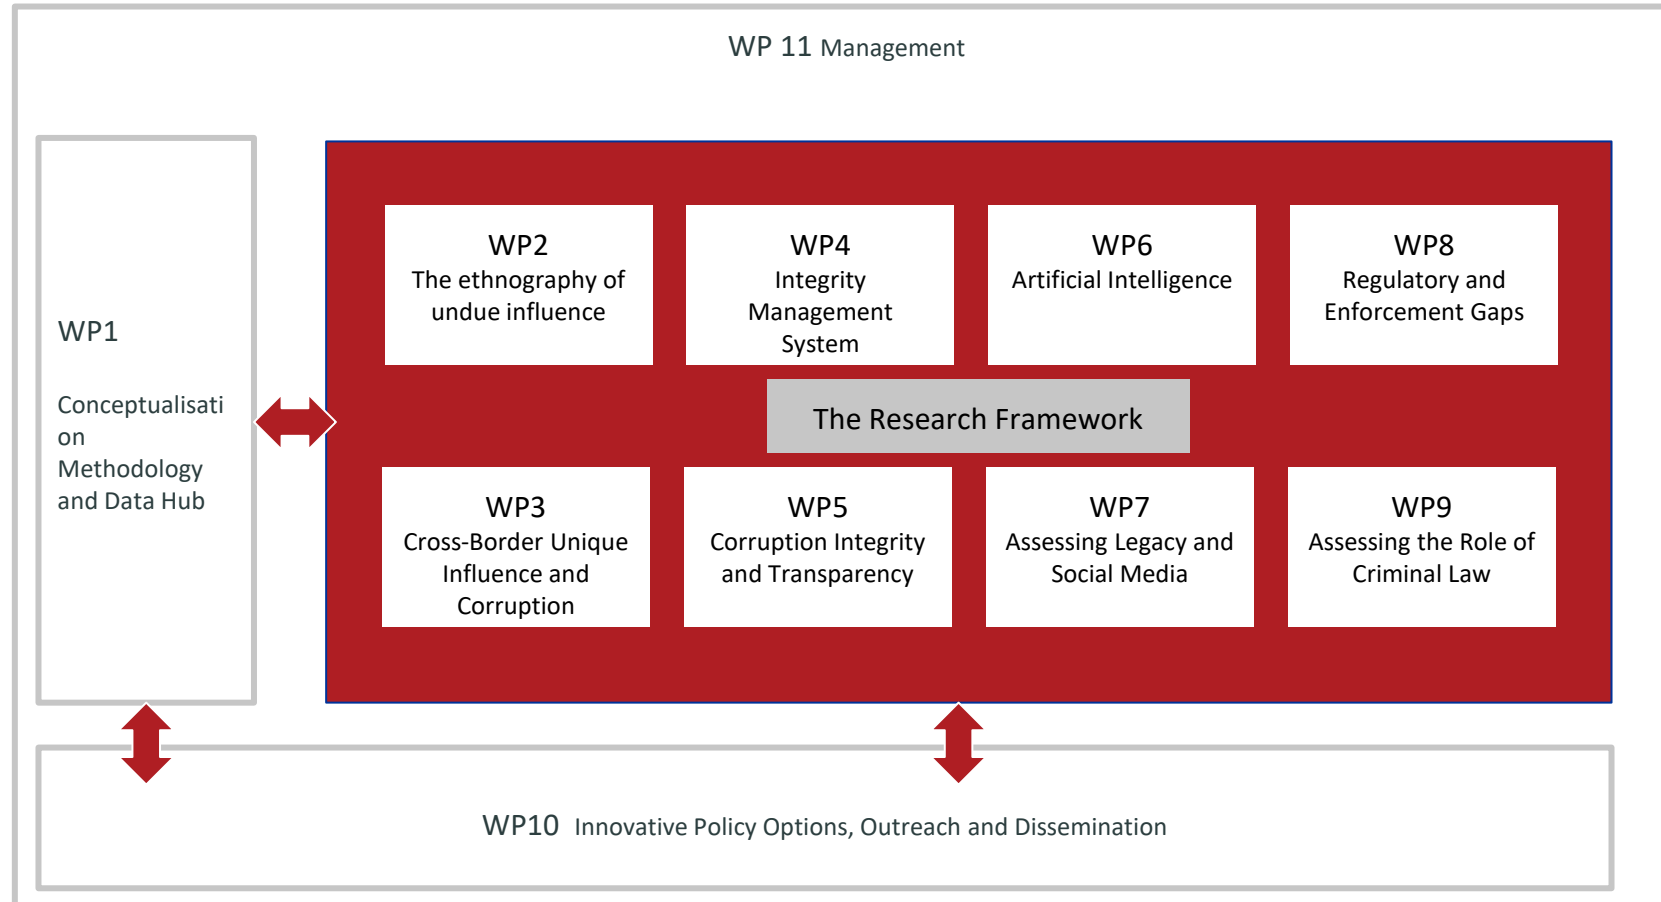 WP 11 Management
WP1
Conceptualisati
on
Methodology
and Data Hub
WP2
The ethnography of
undue influence
WP4
Integrity
Management
System
WP6
Artificial Intelligence
WP8
Regulatory and
Enforcement Gaps
The Research Framework
WP3
Cross-Border Unique
Influence and
Corruption
WP5
Corruption Integrity
and Transparency
WP7
Assessing Legacy and
Social Media
WP9
Assessing the Role of
Criminal Law
WP10 Innovative Policy Options, Outreach and Dissemination